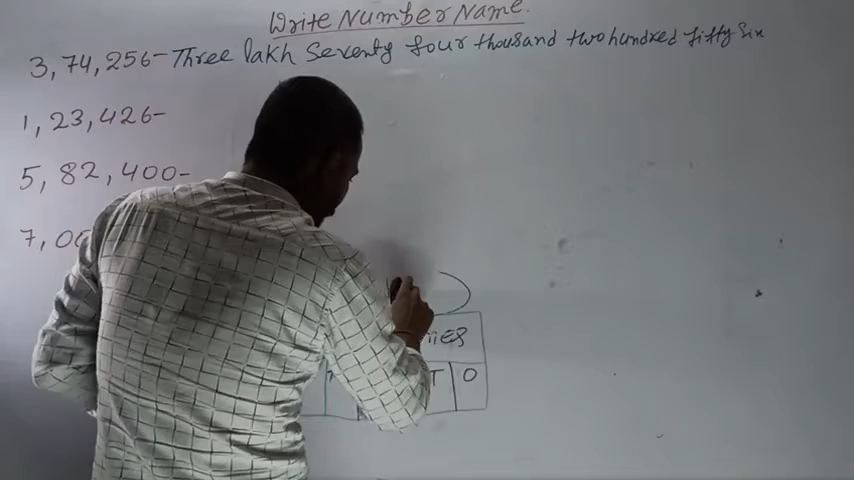 Write Number Name.
3,74,256- Three lakh Seventy four thousand two hundred fifty Six
1,23,426-
5,82,400-
7,0
T O